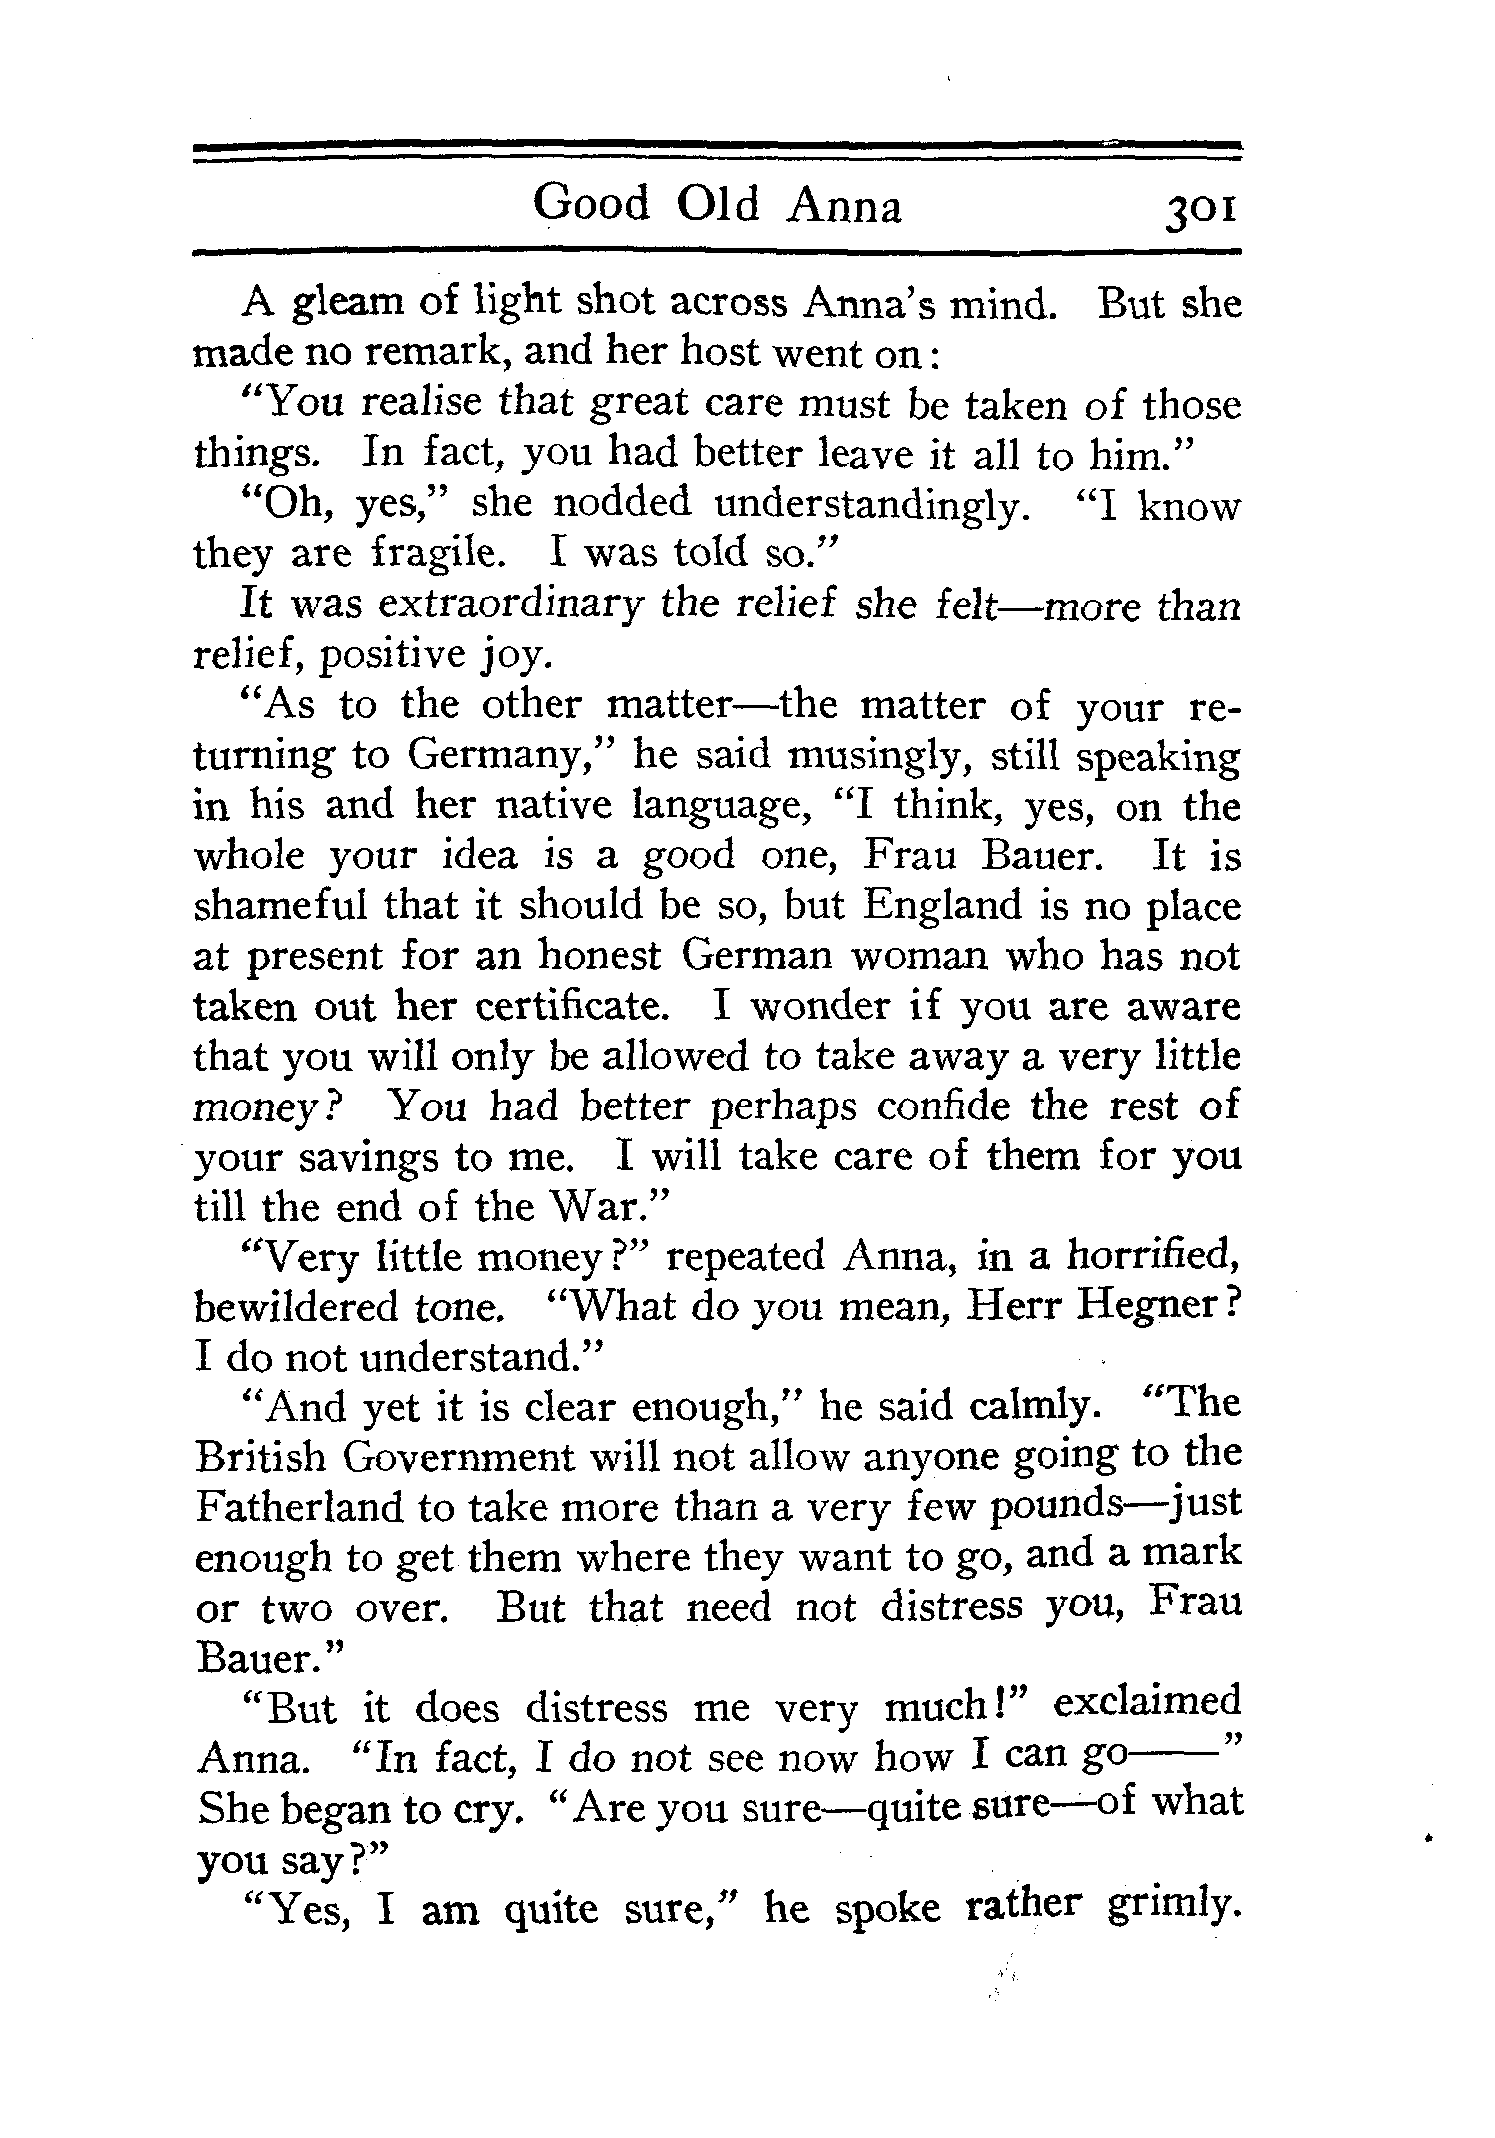 Good Old Anna 301
A gleam of light shot across Anna's mind. But she
made no remark, and her host went on:
"You realise that great care must be taken of those
things. In fact, you had better leave it all to him."
"Oh, yes," she nodded understandingly. "I know
they are fragile. I was told so."
It was extraordinary the relief she felt—more than
relief, positive joy.
"As to the other matter—the matter of your re-
turning to Germany," he said musingly, still speaking
in his and her native language, "I think, yes, on the
whole your idea is a good one, Frau Bauer. It is
shameful that it should be so, but England is no place
at present for an honest German woman who has not
taken out her certificate. I wonder if you are aware
that you will only be allowed to take away a very little
money? You had better perhaps confide the rest of
your savings to me. I will take care of them for you
till the end of the War."
"Very little money?" repeated Anna, in a horrified,
bewildered tone. "What do you mean, Herr Hegner?
I do not understand."
"And yet it is clear enough," he said calmly. "The
British Government will not allow anyone going to the
Fatherland to take more than a very few pounds—just
enough to get them where they want to go, and a mark
or two over. But that need not distress you, Frau
Bauer."
"But it does distress me very much!" exclaimed
Anna. "In fact, I do not see now how I can go——"
She began to cry. "Are you sure—quite sure—of what
you say?"
"Yes, I am quite sure," he spoke rather grimly.